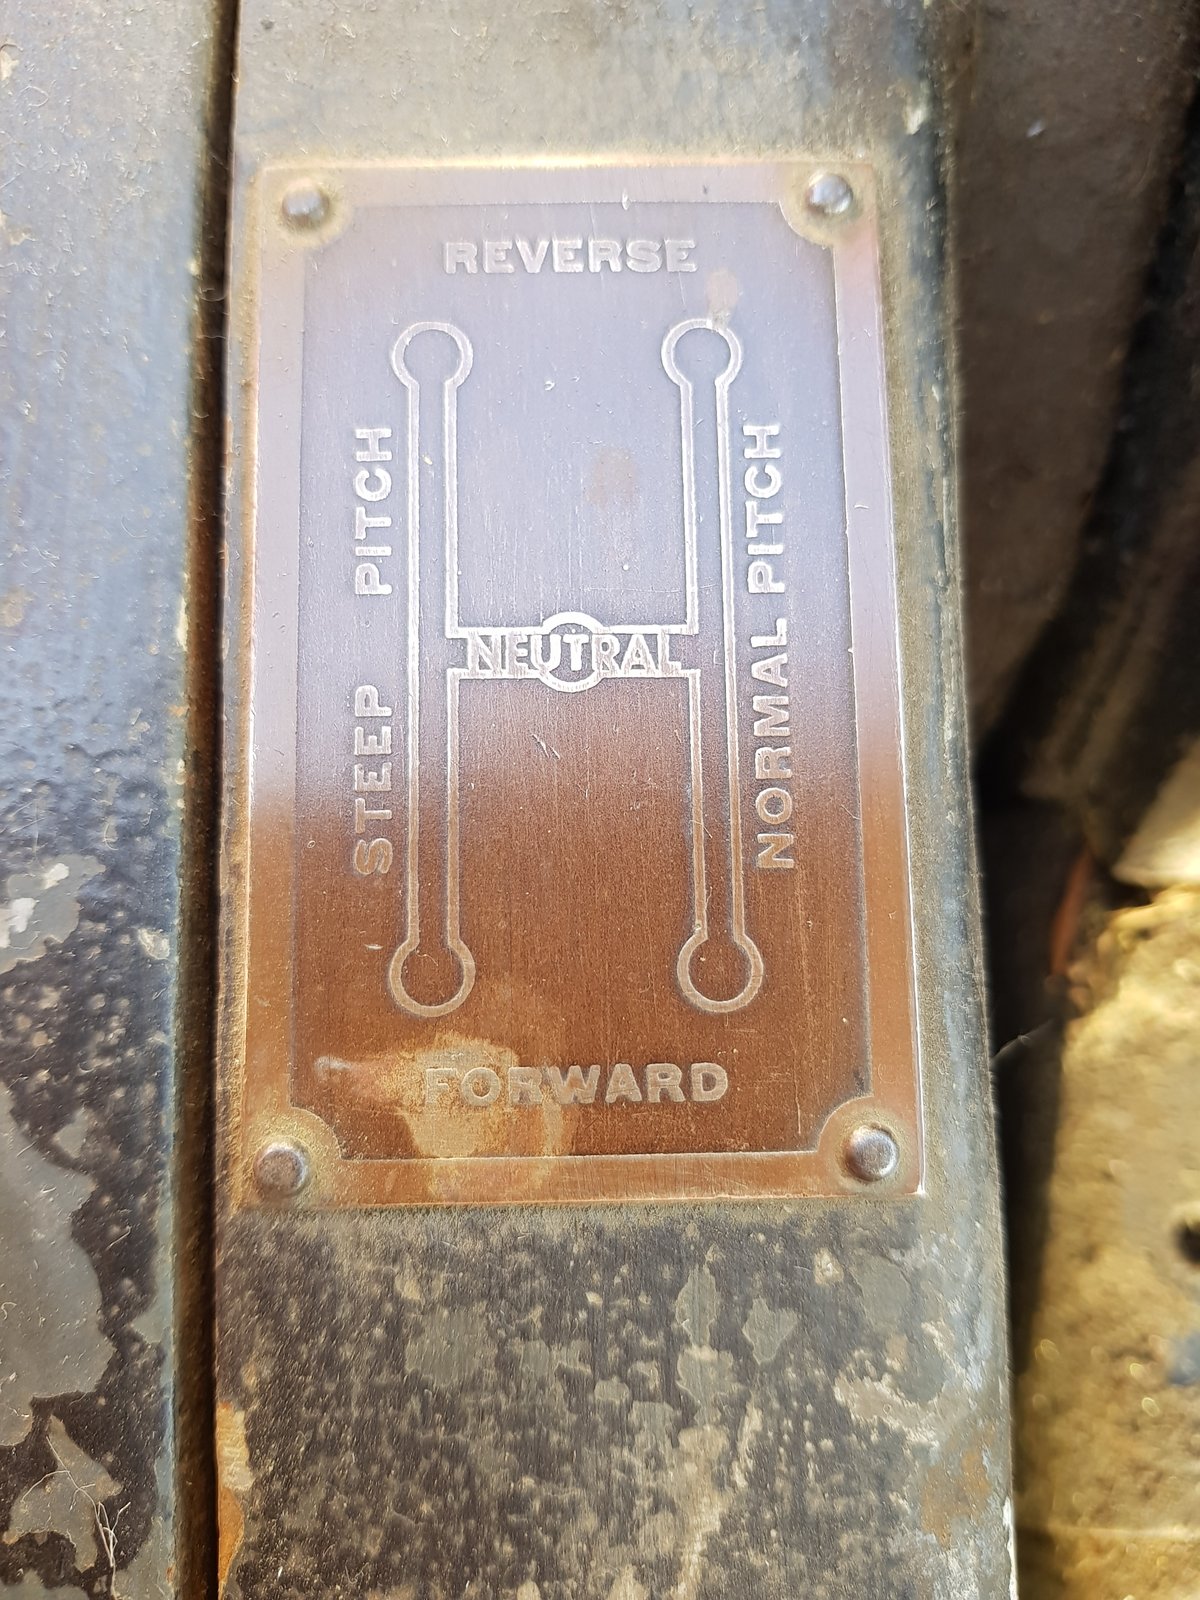 REVERSE
STEEP PITCH
NORMAL PITCH
NEUTRAL
FORWARD